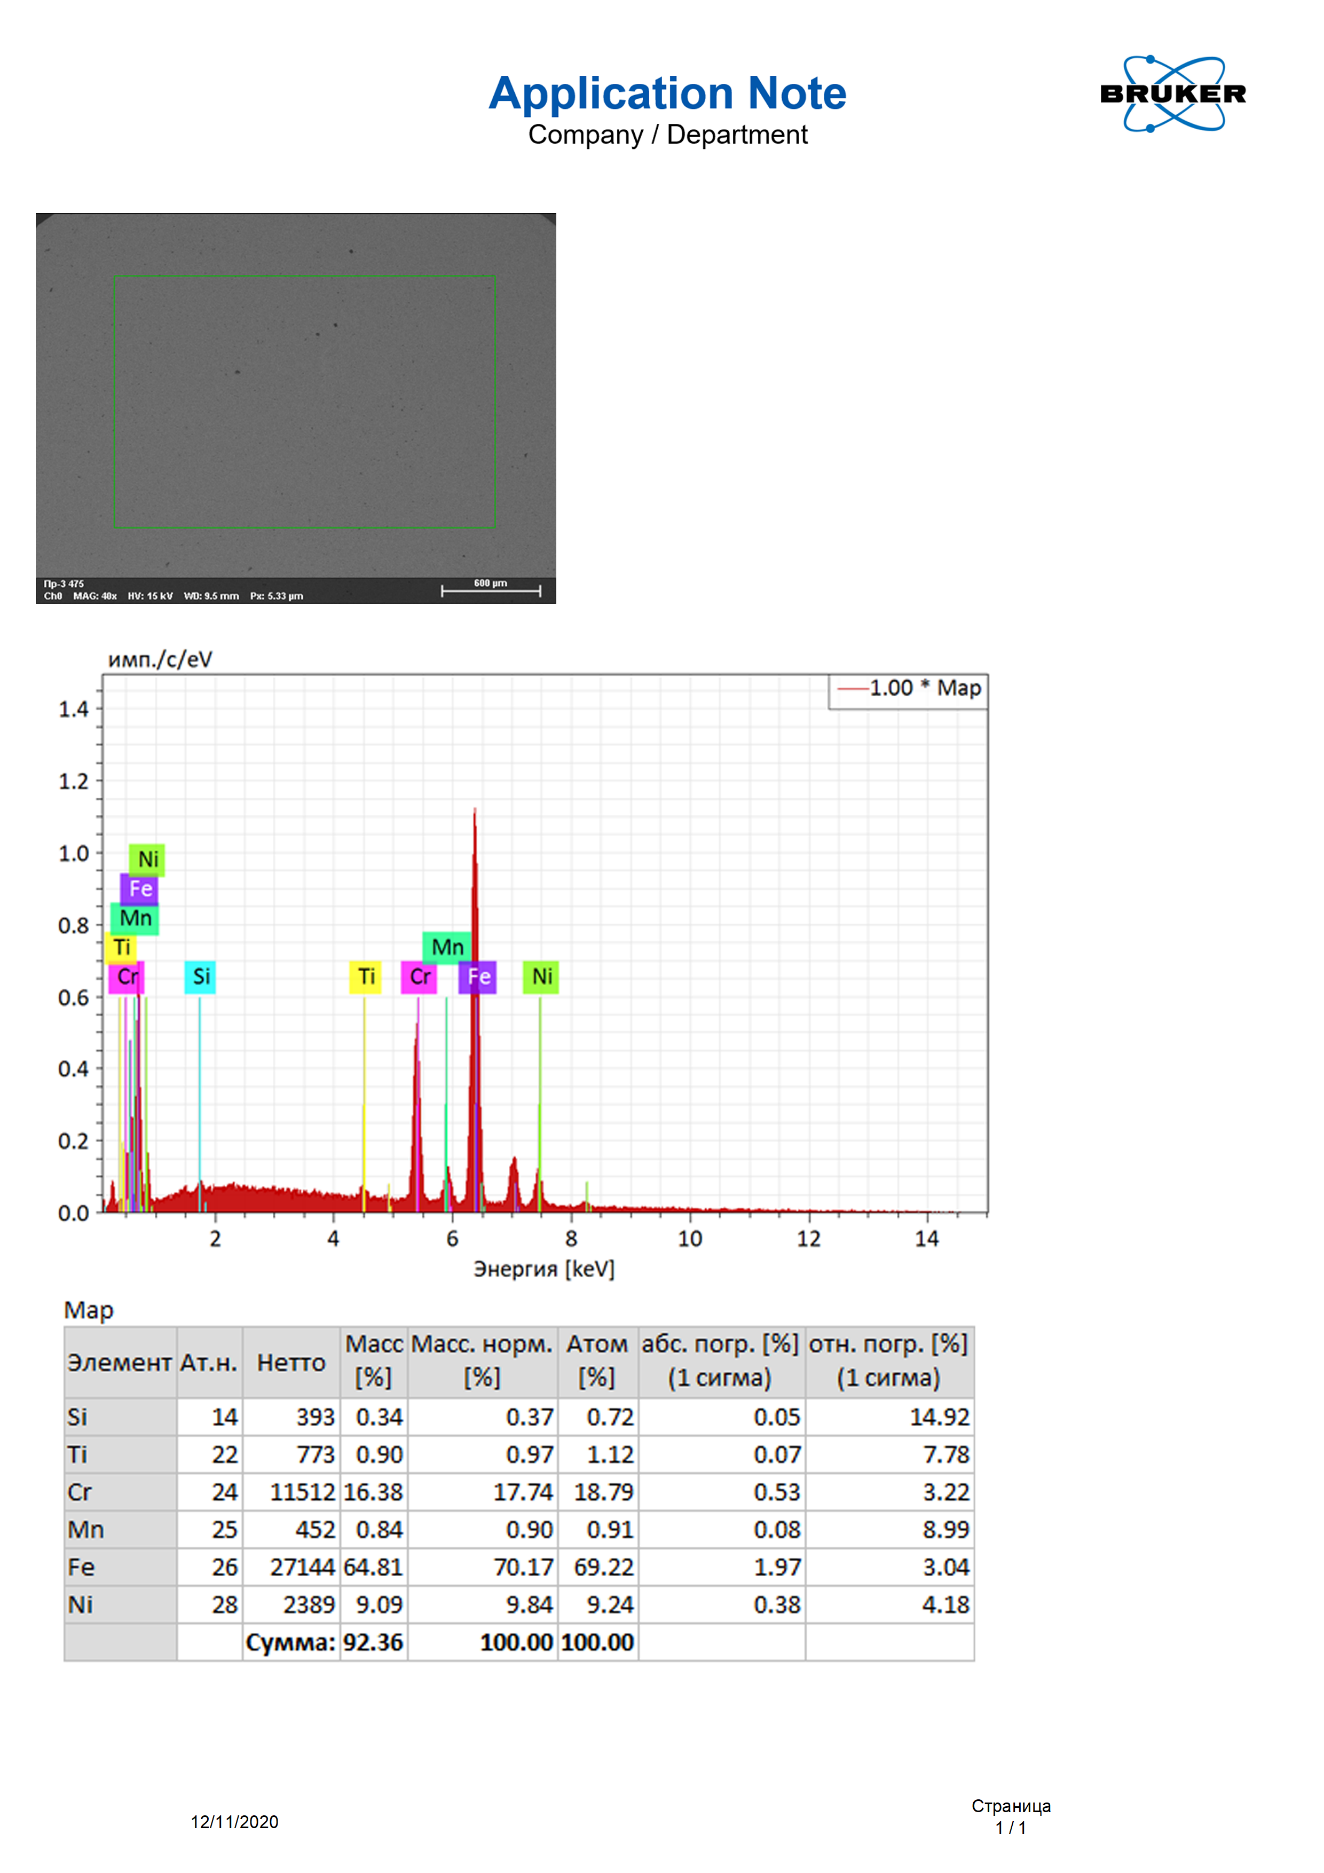 Application Note
Company / Department
BRUKER
Пр-3 475
Ch0 MAG: 40x HV: 15 kV WD: 9.5 mm Px: 5.33 µm
600 µm
имп./с/eV
1.00 * Map
1.4
1.2
1.0
0.8
0.6
0.4
0.2
0.0
Ni
Fe
Mn
Ti
Cr
Si
Ti
Cr
Mn
Fe
Ni
2 4 6 8 10 12 14
Энергия [keV]
Map
Элемент Ат.н. Нетто Масс [%] Масс. норм. [%] Атом [%] абс. погр. [%] (1 сигма) отн. погр. [%] (1 сигма)
Si 14 393 0.34 0.37 0.72 0.05 14.92
Ti 22 773 0.90 0.97 1.12 0.07 7.78
Cr 24 11512 16.38 17.74 18.79 0.53 3.22
Mn 25 452 0.84 0.90 0.91 0.08 8.99
Fe 26 27144 64.81 70.17 69.22 1.97 3.04
Ni 28 2389 9.09 9.84 9.24 0.38 4.18
Сумма: 92.36 100.00 100.00
12/11/2020
Страница
1 / 1